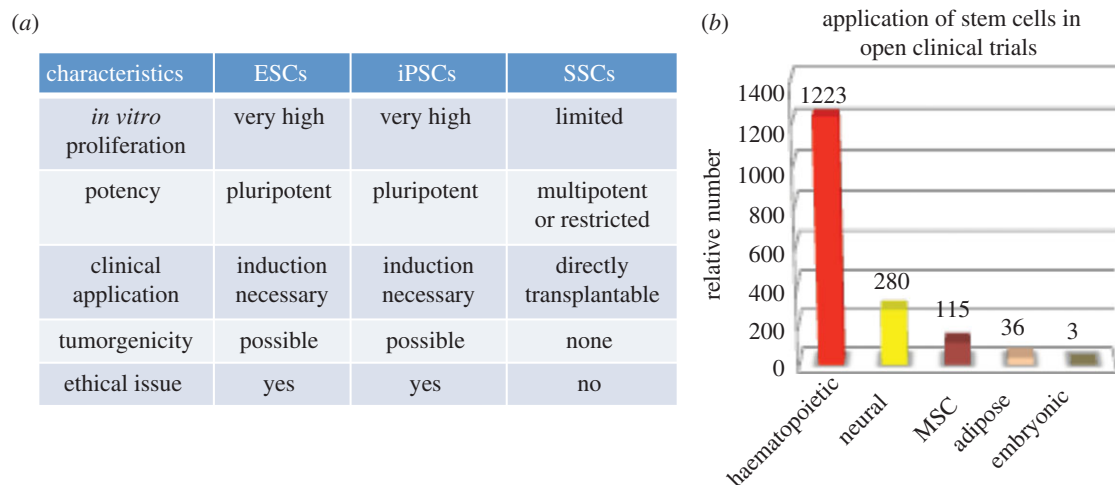 (a)
characteristics ESCs iPSCs SSCs
in vitro
proliferation very high very high limited
potency pluripotent pluripotent multipotent
or restricted
clinical
application induction
necessary induction
necessary directly
transplantable
tumorgenicity possible possible none
ethical issue yes yes no
(b)
application of stem cells in
open clinical trials
relative number
1400
1200
1000
800
600
400
200
0
1223
280
115
36
3
haematopoietic
neural
MSC
adipose
embryonic